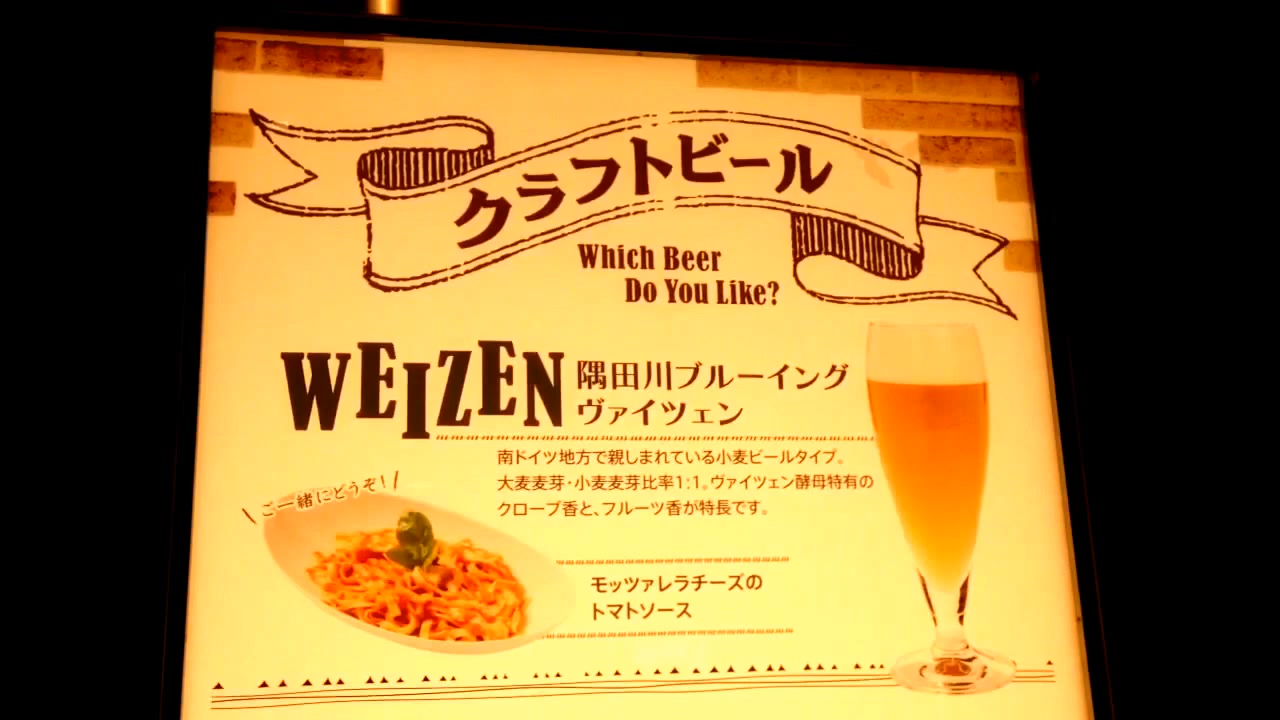 クラフトビール
Which Beer
Do You Like?
WEIZEN
隅田川ブルーイング
ヴァイツェン
南ドイツ地方で親しまれている小麦ビールタイプ。
大麦麦芽・小麦麦芽比率1:1。ヴァイツェン酵母特有の
クローブ香と、フルーツ香が特長です。
ご一緒にどうぞ!
モッツァレラチーズの
トマトソース